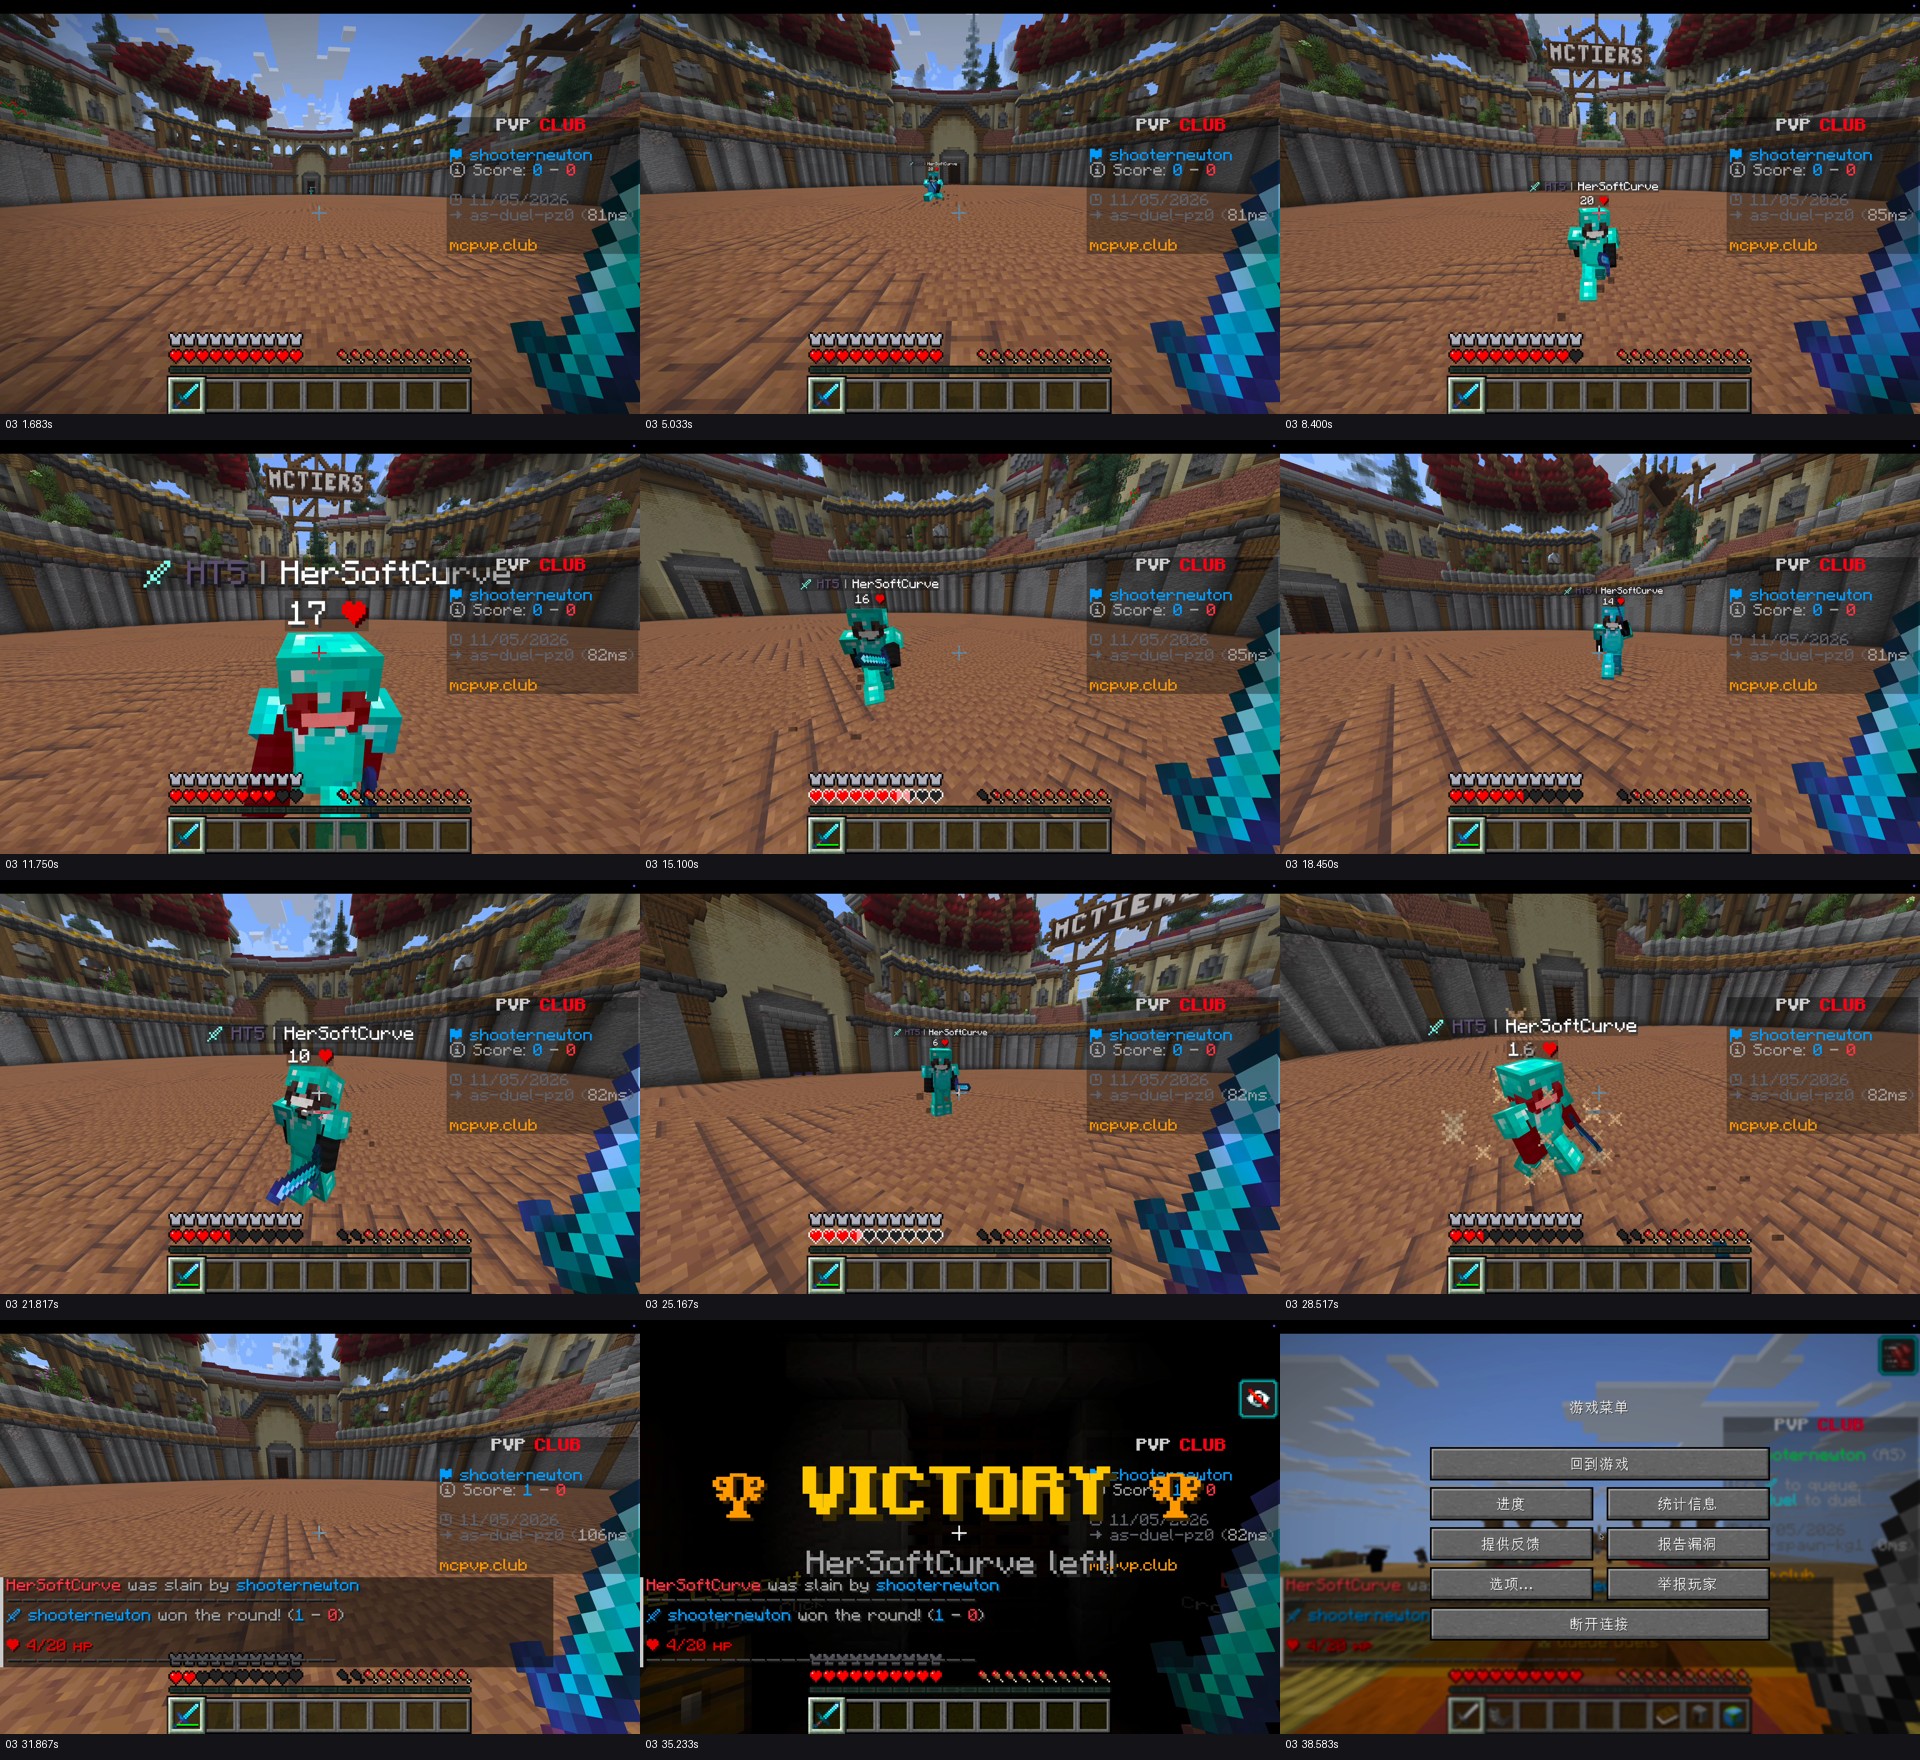 PVP CLUB
shooternewton
Score: 0 - 0
11/05/2026
as-duel-pz0 (81ms)
mcpvp.club
03 1.683s
HerSoftCurve
PVP CLUB
shooternewton
Score: 0 - 0
11/05/2026
as-duel-pz0 (81ms)
mcpvp.club
03 5.033s
MCTIERS
HT5 | HerSoftCurve
20
PVP CLUB
shooternewton
Score: 0 - 0
11/05/2026
as-duel-pz0 (85ms)
mcpvp.club
03 8.400s
MCTIERS
HT5 | HerSoftCurve
17
PVP CLUB
shooternewton
Score: 0 - 0
11/05/2026
as-duel-pz0 (82ms)
mcpvp.club
03 11.750s
HT5 | HerSoftCurve
16
PVP CLUB
shooternewton
Score: 0 - 0
11/05/2026
as-duel-pz0 (85ms)
mcpvp.club
03 15.100s
HT5 | HerSoftCurve
14
PVP CLUB
shooternewton
Score: 0 - 0
11/05/2026
as-duel-pz0 (81ms)
mcpvp.club
03 18.450s
HT5 | HerSoftCurve
10
PVP CLUB
shooternewton
Score: 0 - 0
11/05/2026
as-duel-pz0 (82ms)
mcpvp.club
03 21.817s
MCTIERS
HT5 | HerSoftCurve
6
PVP CLUB
shooternewton
Score: 0 - 0
11/05/2026
as-duel-pz0 (82ms)
mcpvp.club
03 25.167s
HT5 | HerSoftCurve
1.6
PVP CLUB
shooternewton
Score: 0 - 0
11/05/2026
as-duel-pz0 (82ms)
mcpvp.club
03 28.517s
PVP CLUB
shooternewton
Score: 1 - 0
11/05/2026
as-duel-pz0 (106ms)
mcpvp.club
HerSoftCurve was slain by shooternewton
shooternewton won the round! (1 - 0)
4/20 HP
03 31.867s
PVP CLUB
shooternewton
VICTORY
11/05/2026
as-duel-pz0 (82ms)
HerSoftCurve left!
mcpvp.club
HerSoftCurve was slain by shooternewton
shooternewton won the round! (1 - 0)
4/20 HP
03 35.233s
游戏菜单
PVP CLUB
回到游戏
进度
统计信息
提供反馈
报告漏洞
选项...
举报玩家
断开连接
HerSoftCurve
shooternewton
4/20 HP
03 38.583s